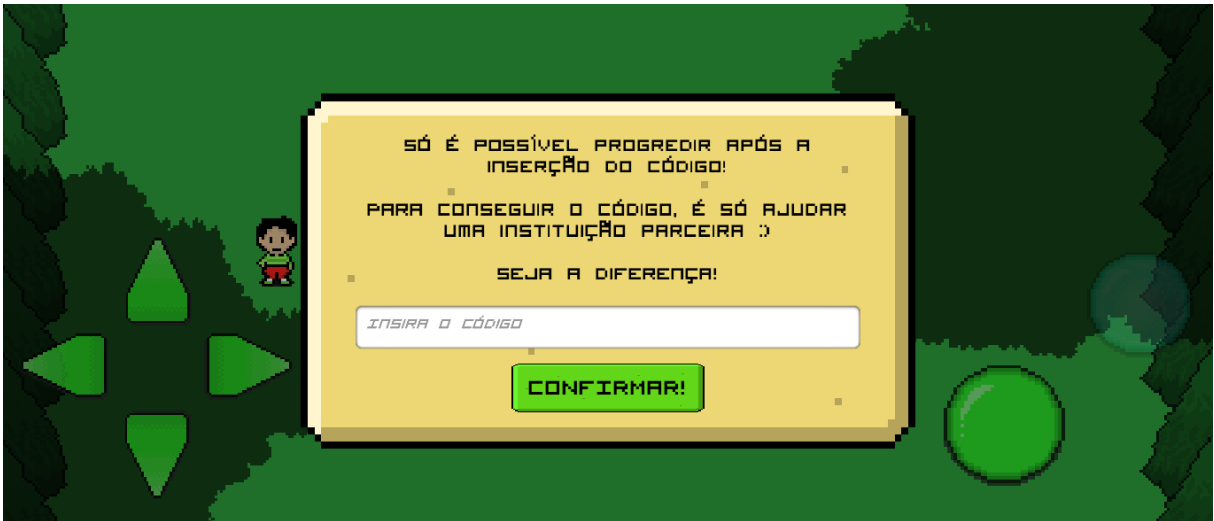 SÓ É POSSÍVEL PROGREDIR APÓS A
INSERÇÃO DO CÓDIGO!
PARA CONSEGUIR O CÓDIGO, É SÓ AJUDAR
UMA INSTITUIÇÃO PARCEIRA :)
SEJA A DIFERENÇA!
INSIRA O CÓDIGO
CONFIRMAR!